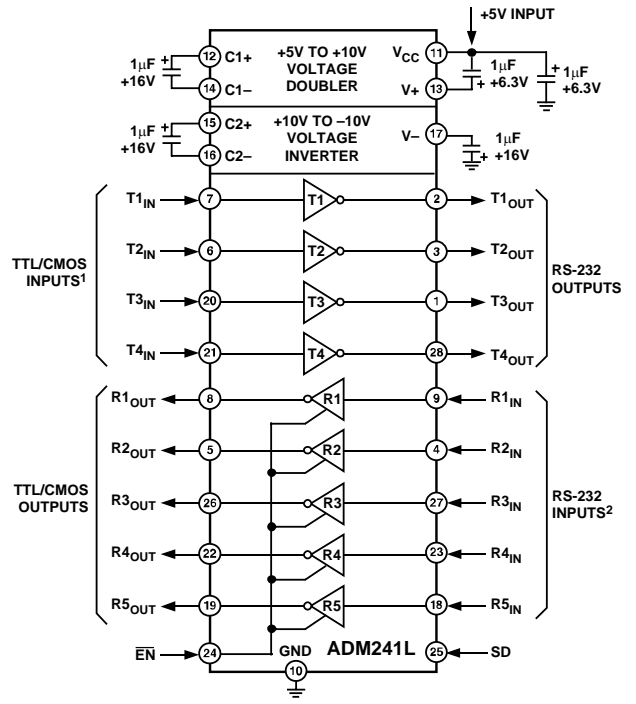 +5V INPUT
1μF
+16V
+
12
C1+
14
C1–
+5V TO +10V
VOLTAGE
DOUBLER
VCC
11
V+
13
+
1μF
+6.3V
+
1μF
+6.3V
1μF
+16V
+
15
C2+
16
C2–
+10V TO –10V
VOLTAGE
INVERTER
V–
17
1μF
+
+16V
TTL/CMOS
INPUTS1
T1IN
7
T1
2
T1OUT
T2IN
6
T2
3
T2OUT
T3IN
20
T3
1
T3OUT
T4IN
21
T4
28
T4OUT
RS-232
OUTPUTS
TTL/CMOS
OUTPUTS
R1OUT
8
R1
9
R1IN
R2OUT
5
R2
4
R2IN
R3OUT
26
R3
27
R3IN
R4OUT
22
R4
23
R4IN
R5OUT
19
R5
18
R5IN
RS-232
INPUTS2
EN
24
GND
10
ADM241L
25
SD